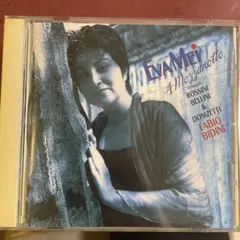 EVA MEI
A Mezzanotte
ROSSINI
BELLINI &
DONIZETTI
FABIO
BIDINI